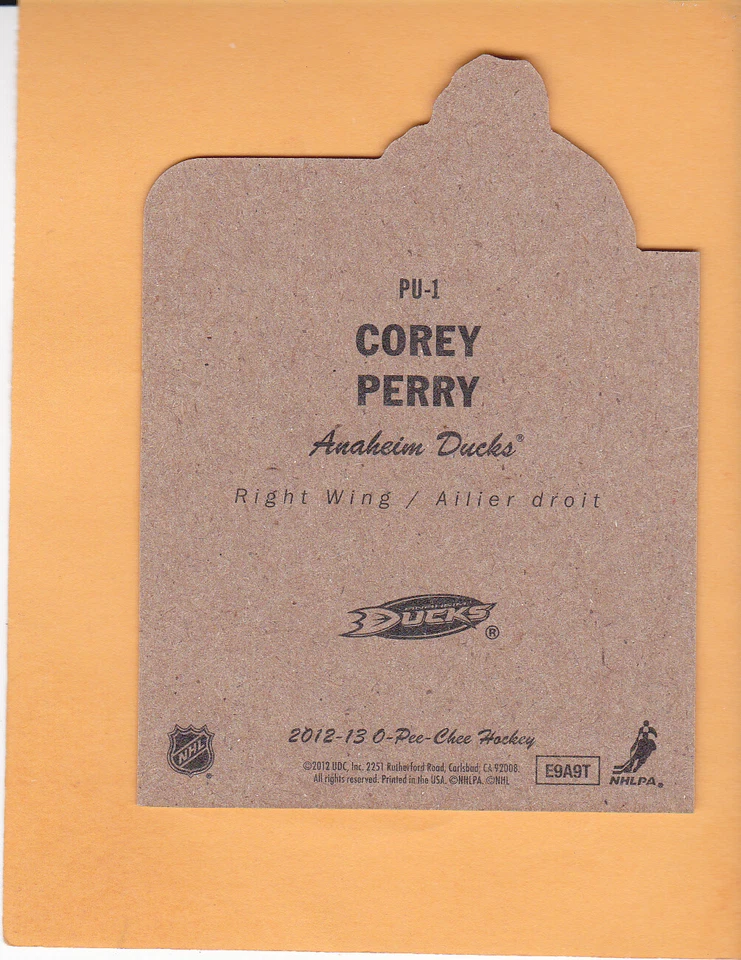 PU-1
COREY
PERRY
Anaheim Ducks®
Right Wing / Ailier droit
ANAHEIM
DUCKS ®
2012-13 O-Pee-Chee Hockey
NHL ®
©2012 UDC, Inc. 2251 Rutherford Road, Carlsbad, CA 92008.
All rights reserved. Printed in the USA. ©NHLPA. ©NHL
E9A9T
NHLPA®